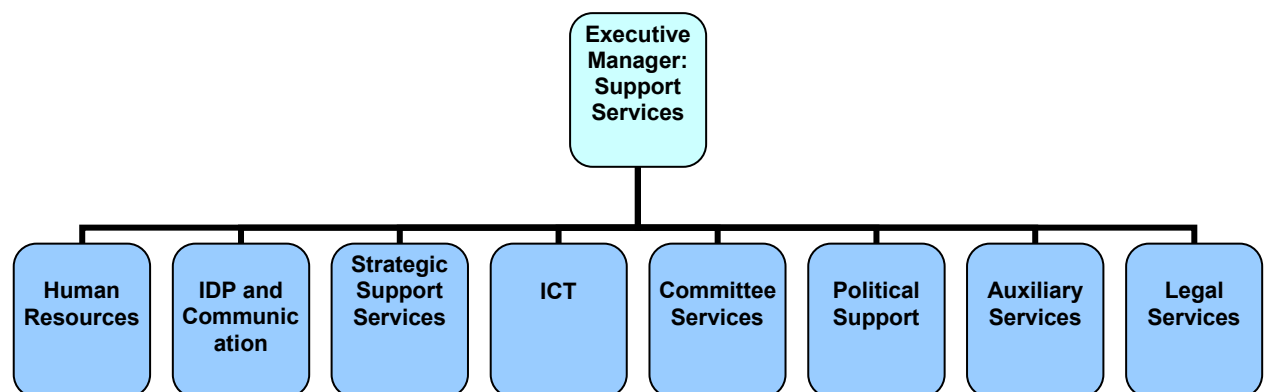 Executive
Manager:
Support
Services
Human
Resources
IDP and
Communic
ation
Strategic
Support
Services
ICT
Committee
Services
Political
Support
Auxiliary
Services
Legal
Services